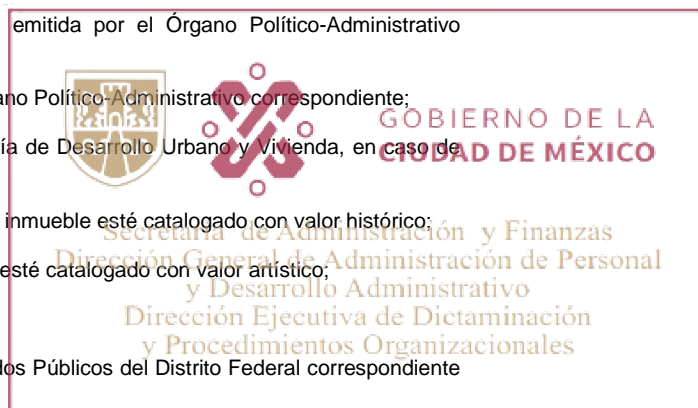 emitida por el Órgano Político-Administrativo
ano Político-Administrativo correspondiente;
GOBIERNO DE LA
ía de Desarrollo Urbano y Vivienda, en caso de
CIUDAD DE MÉXICO
inmueble esté catalogado con valor histórico;
Secretaría de Administración y Finanzas
Dirección General de Administración de Personal
esté catalogado con valor artístico;
y Desarrollo Administrativo
Dirección Ejecutiva de Dictaminación
y Procedimientos Organizacionales
dos Públicos del Distrito Federal correspondiente